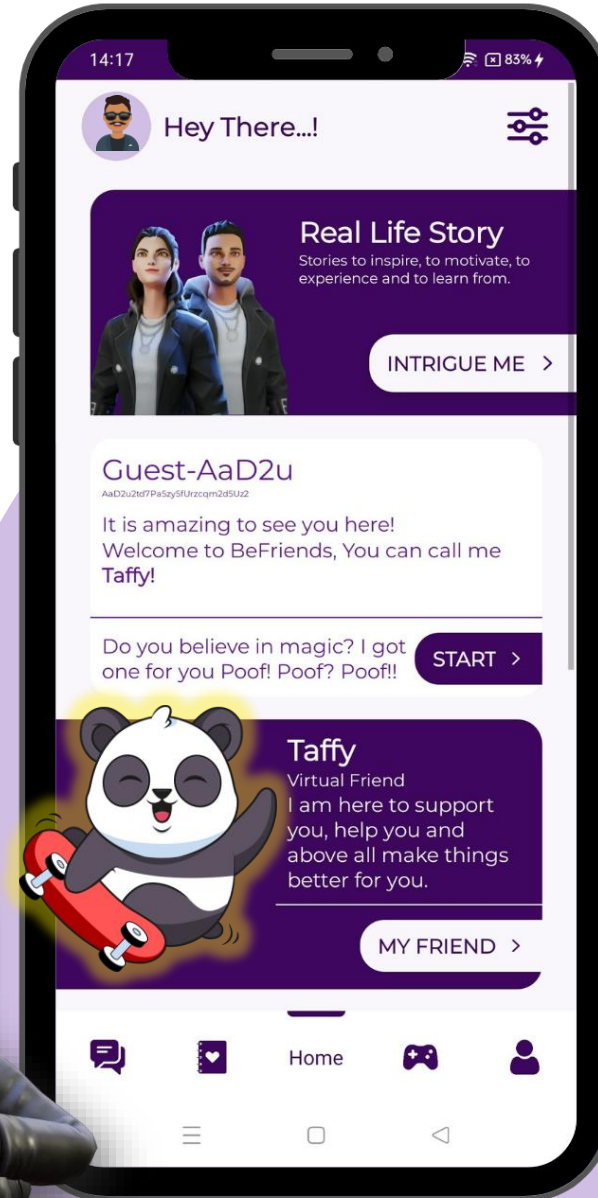 14:17
83%
Hey There...!
Real Life Story
Stories to inspire, to motivate, to
experience and to learn from.
INTRIGUE ME >
Guest-AaD2u
AaD2u2td7Pa5zy5fUrzcqm2d5Uz2
It is amazing to see you here!
Welcome to BeFriends, You can call me
Taffy!
Do you believe in magic? I got
one for you Poof! Poof? Poof!!
START >
Taffy
Virtual Friend
I am here to support
you, help you and
above all make things
better for you.
MY FRIEND >
Home